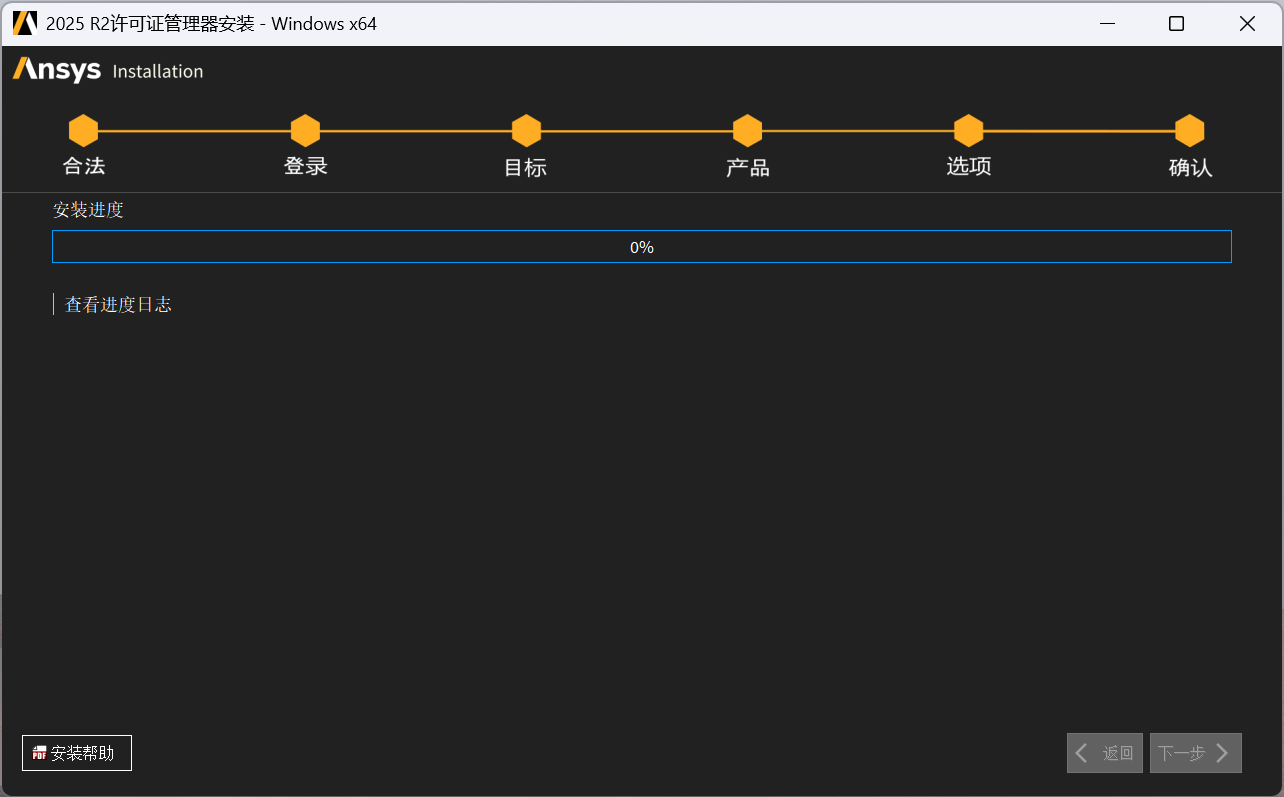 2025 R2许可证管理器安装 - Windows x64
Ansys Installation
合法 登录 目标 产品 选项 确认
安装进度
0%
查看进度日志
PDF 安装帮助 返回 下一步